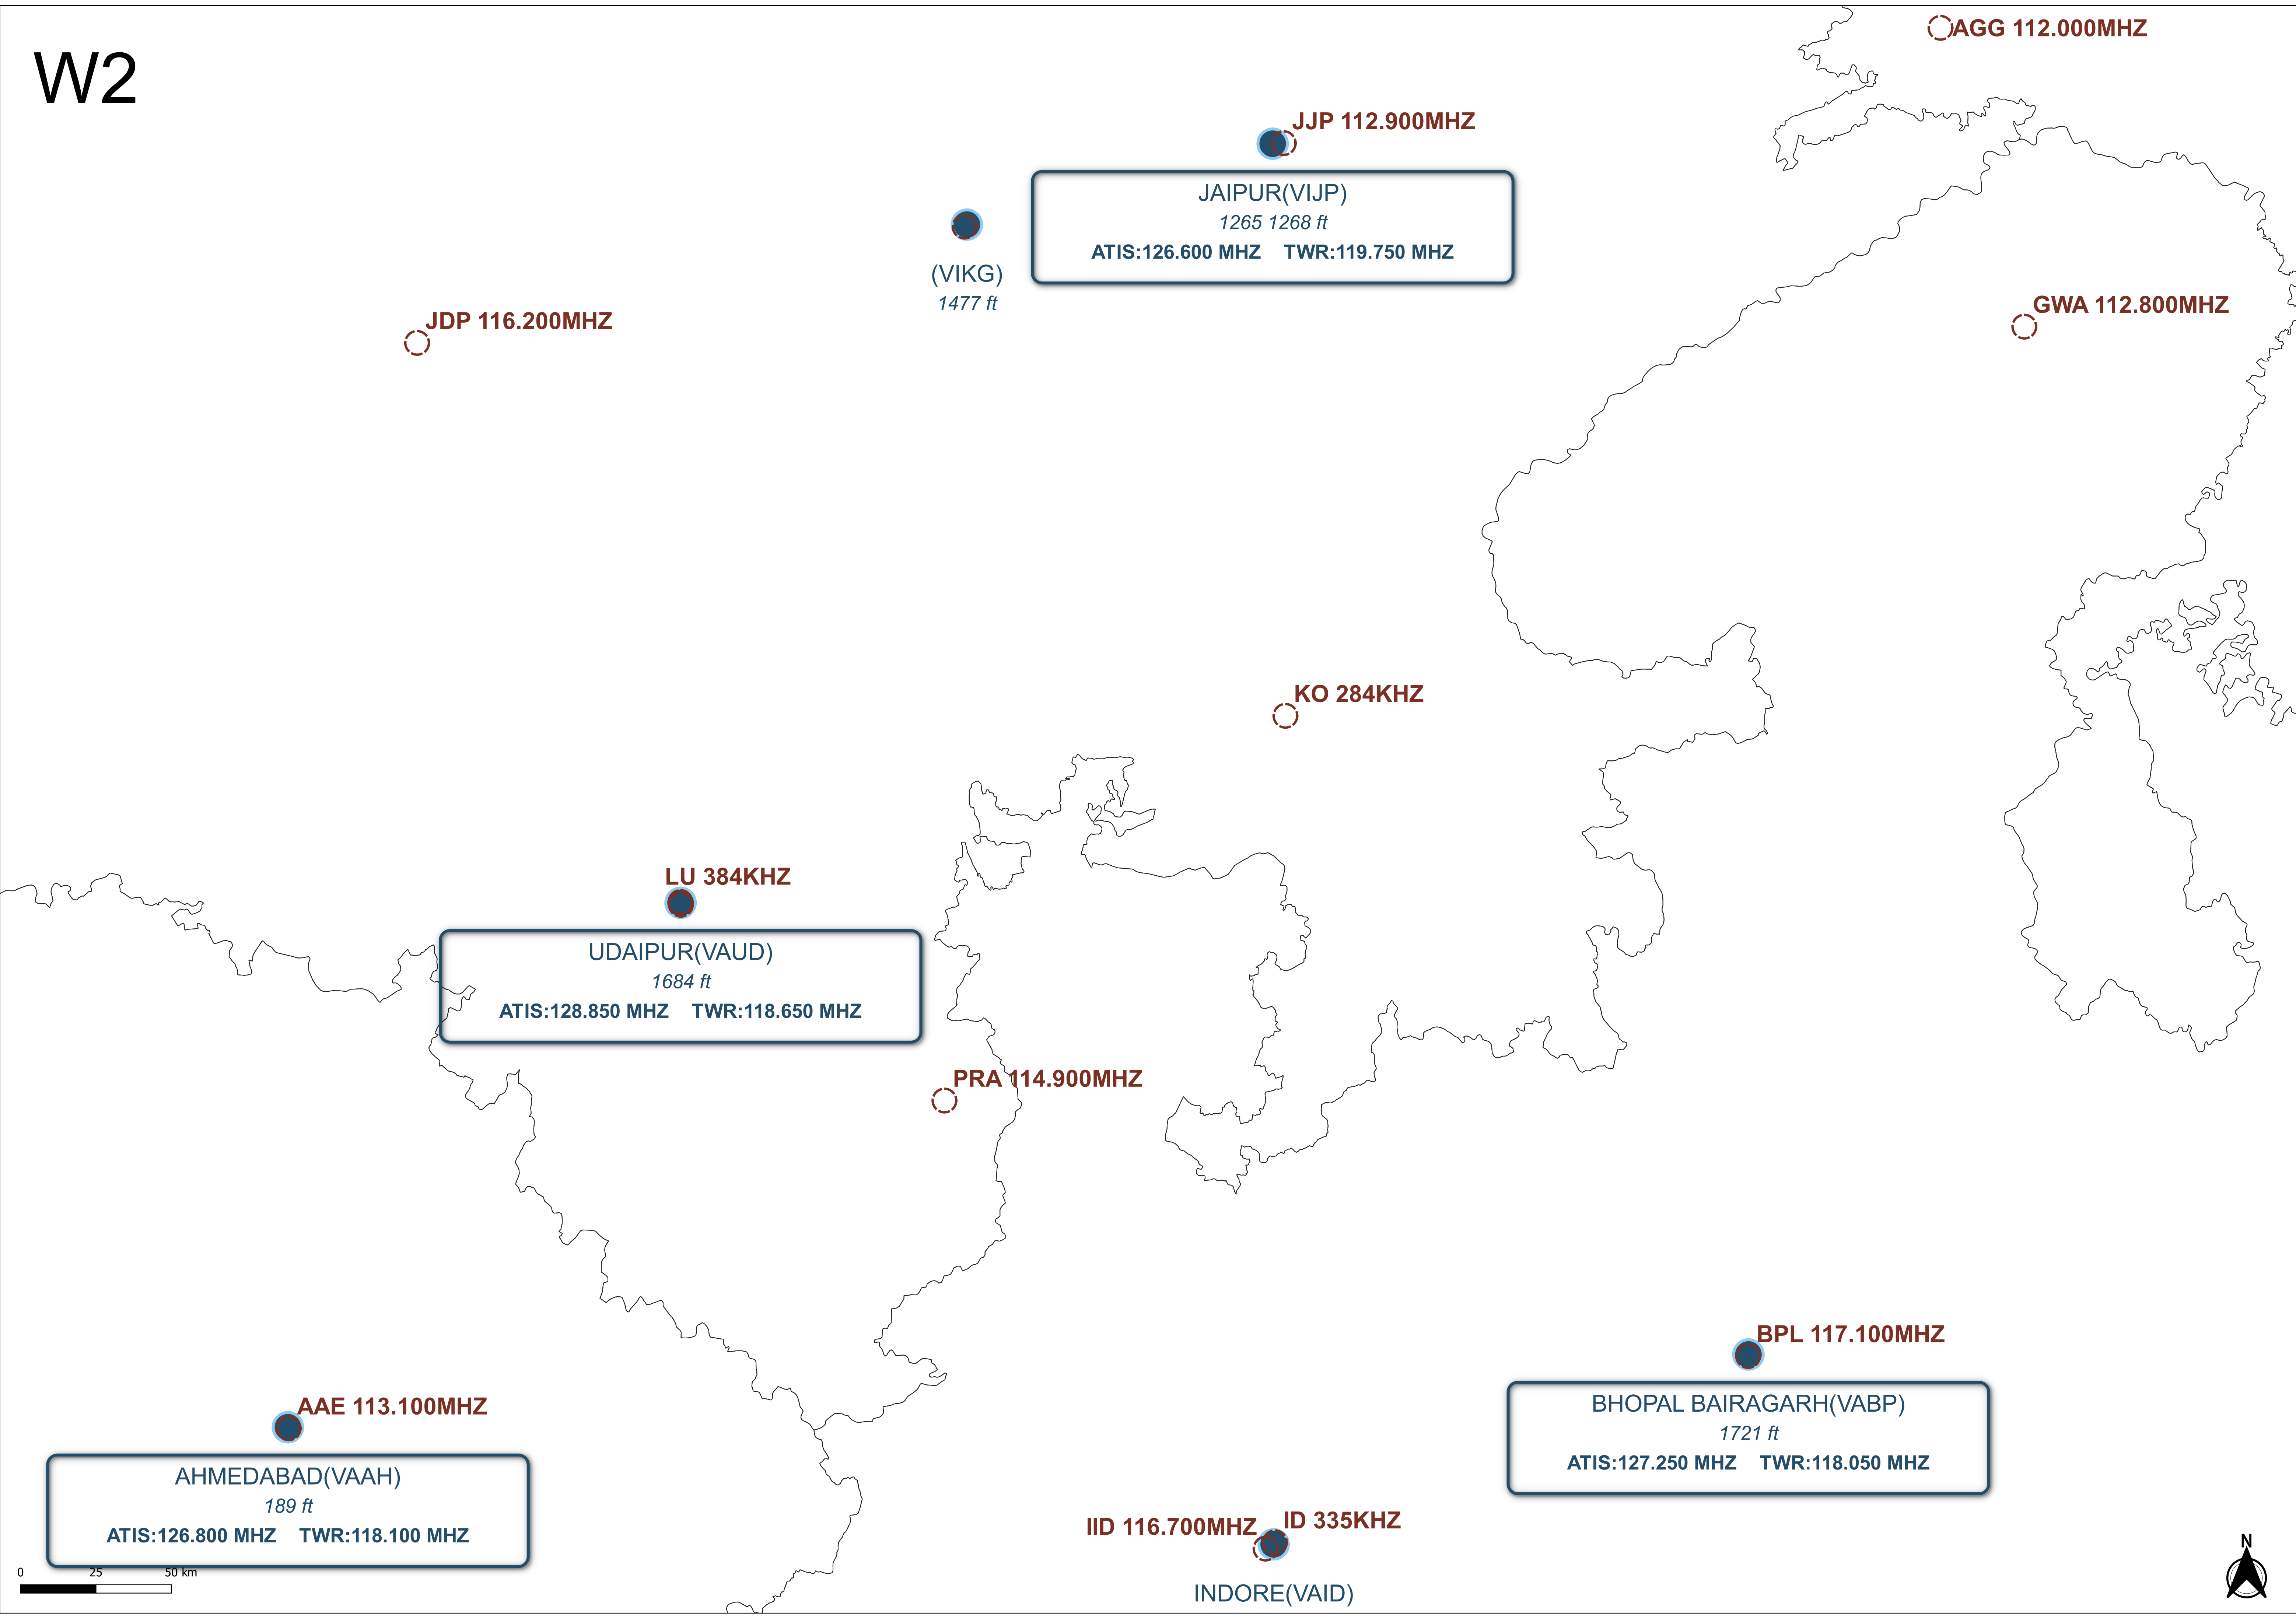 W2
AGG 112.000MHZ
JJP 112.900MHZ
JAIPUR(VIJP)
1265 1268 ft
ATIS:126.600 MHZ TWR:119.750 MHZ
(VIKG)
1477 ft
JDP 116.200MHZ
GWA 112.800MHZ
KO 284KHZ
LU 384KHZ
UDAIPUR(VAUD)
1684 ft
ATIS:128.850 MHZ TWR:118.650 MHZ
PRA 114.900MHZ
BPL 117.100MHZ
BHOPAL BAIRAGARH(VABP)
1721 ft
ATIS:127.250 MHZ TWR:118.050 MHZ
AAE 113.100MHZ
AHMEDABAD(VAAH)
189 ft
ATIS:126.800 MHZ TWR:118.100 MHZ
IID 116.700MHZ
ID 335KHZ
INDORE(VAID)
0 25 50 km
N